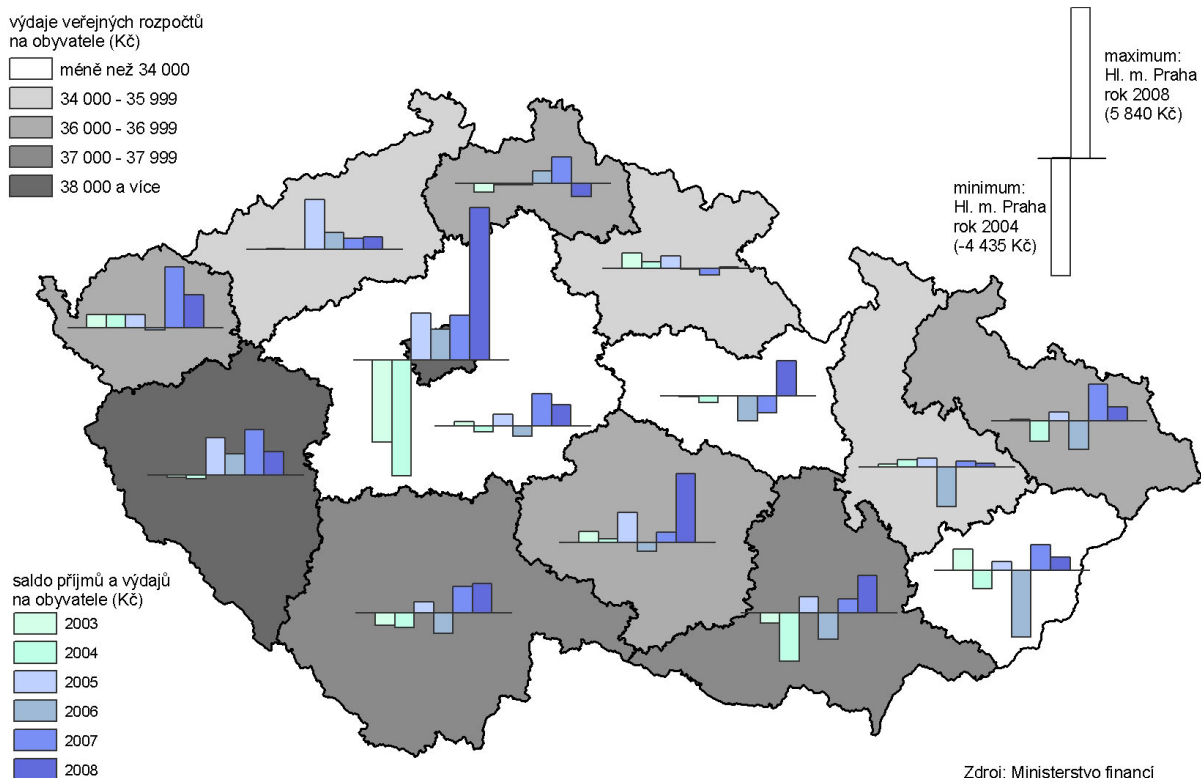 výdaje veřejných rozpočtů
na obyvatele (Kč)
méně než 34 000
34 000 - 35 999
36 000 - 36 999
37 000 - 37 999
38 000 a více
maximum:
Hl. m. Praha
rok 2008
(5 840 Kč)
minimum:
Hl. m. Praha
rok 2004
(-4 435 Kč)
saldo příjmů a výdajů
na obyvatele (Kč)
2003
2004
2005
2006
2007
2008
Zdroj: Ministerstvo financí